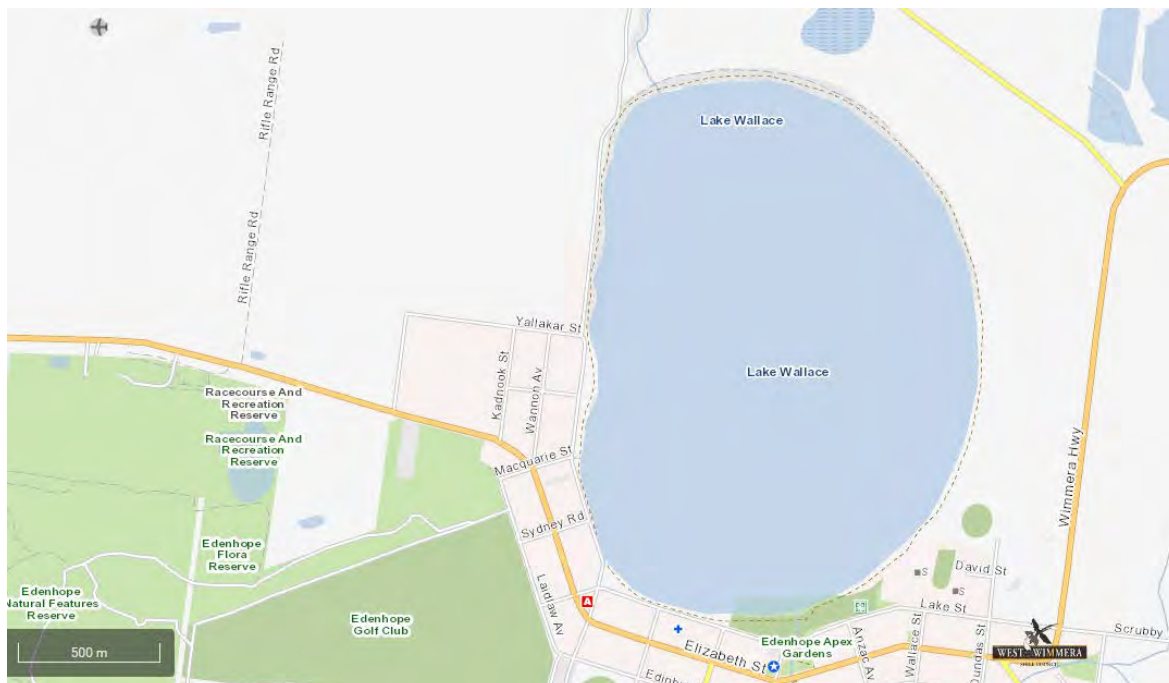 Lake Wallace
Rifle Range Rd
Rifle Range Rd
Yallakar St
Kadnook St
Wannon Av
Lake Wallace
Racecourse And
Recreation
Reserve
Racecourse And
Recreation
Reserve
Macquarie St
Wimmera Hwy
Sydney Rd
Edenhope
Flora
Reserve
David St
S
S
Edenhope
Natural Features
Reserve
Laidlaw Av
A
Lake St
Edenhope
Golf Club
Scrubby
Edenhope Apex
Gardens
Elizabeth St
Anzac Av
Wallace St
Dundas St
WEST WIMMERA
SHIRE COUNCIL
500 m